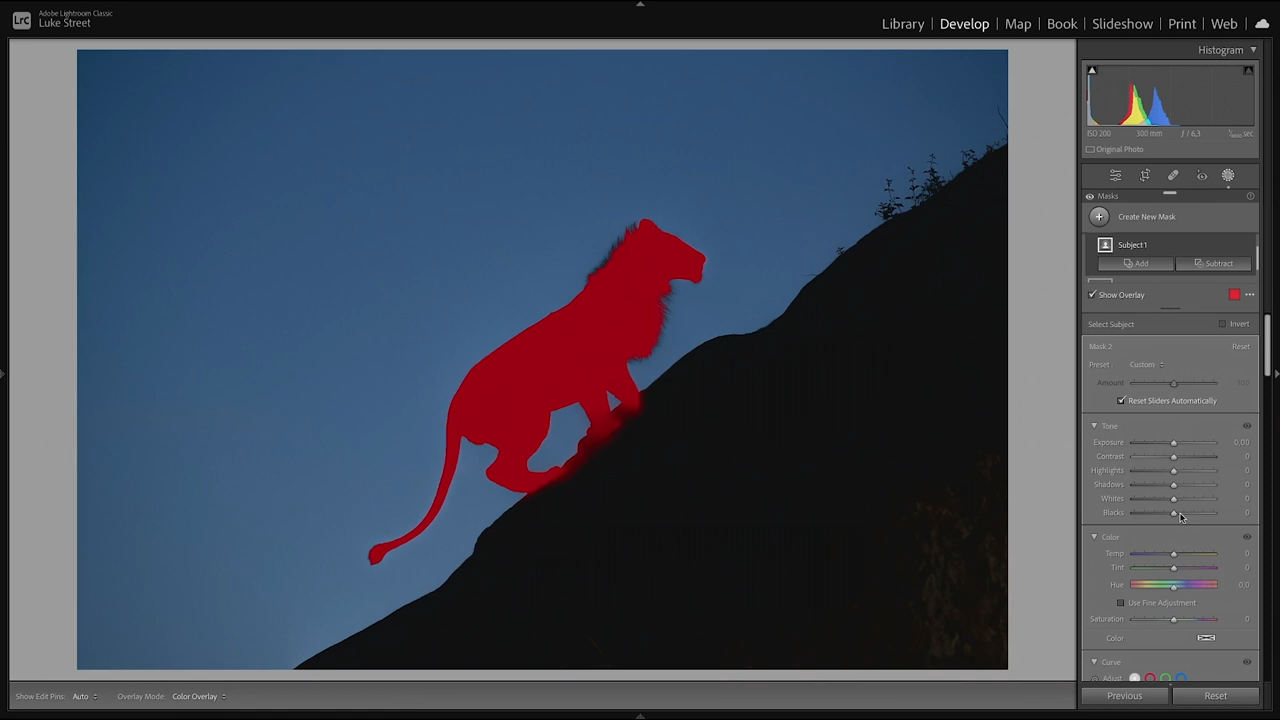 LrC
Adobe Lightroom Classic
Luke Street
Library | Develop | Map | Book | Slideshow | Print | Web
Histogram
ISO 200 300 mm ƒ / 6,3 sec
Original Photo
Masks
Create New Mask
Subject 1
Add Subtract
Show Overlay
Select Subject Invert
Mask 2 Reset
Preset : Custom
Amount 100
Reset Sliders Automatically
Tone
Exposure 0,00
Contrast 0
Highlights 0
Shadows 0
Whites 0
Blacks 0
Color
Temp 0
Tint 0
Hue 0,0
Use Fine Adjustment
Saturation 0
Color
Curve
Adjust
Show Edit Pins: Auto Overlay Mode: Color Overlay
Previous Reset